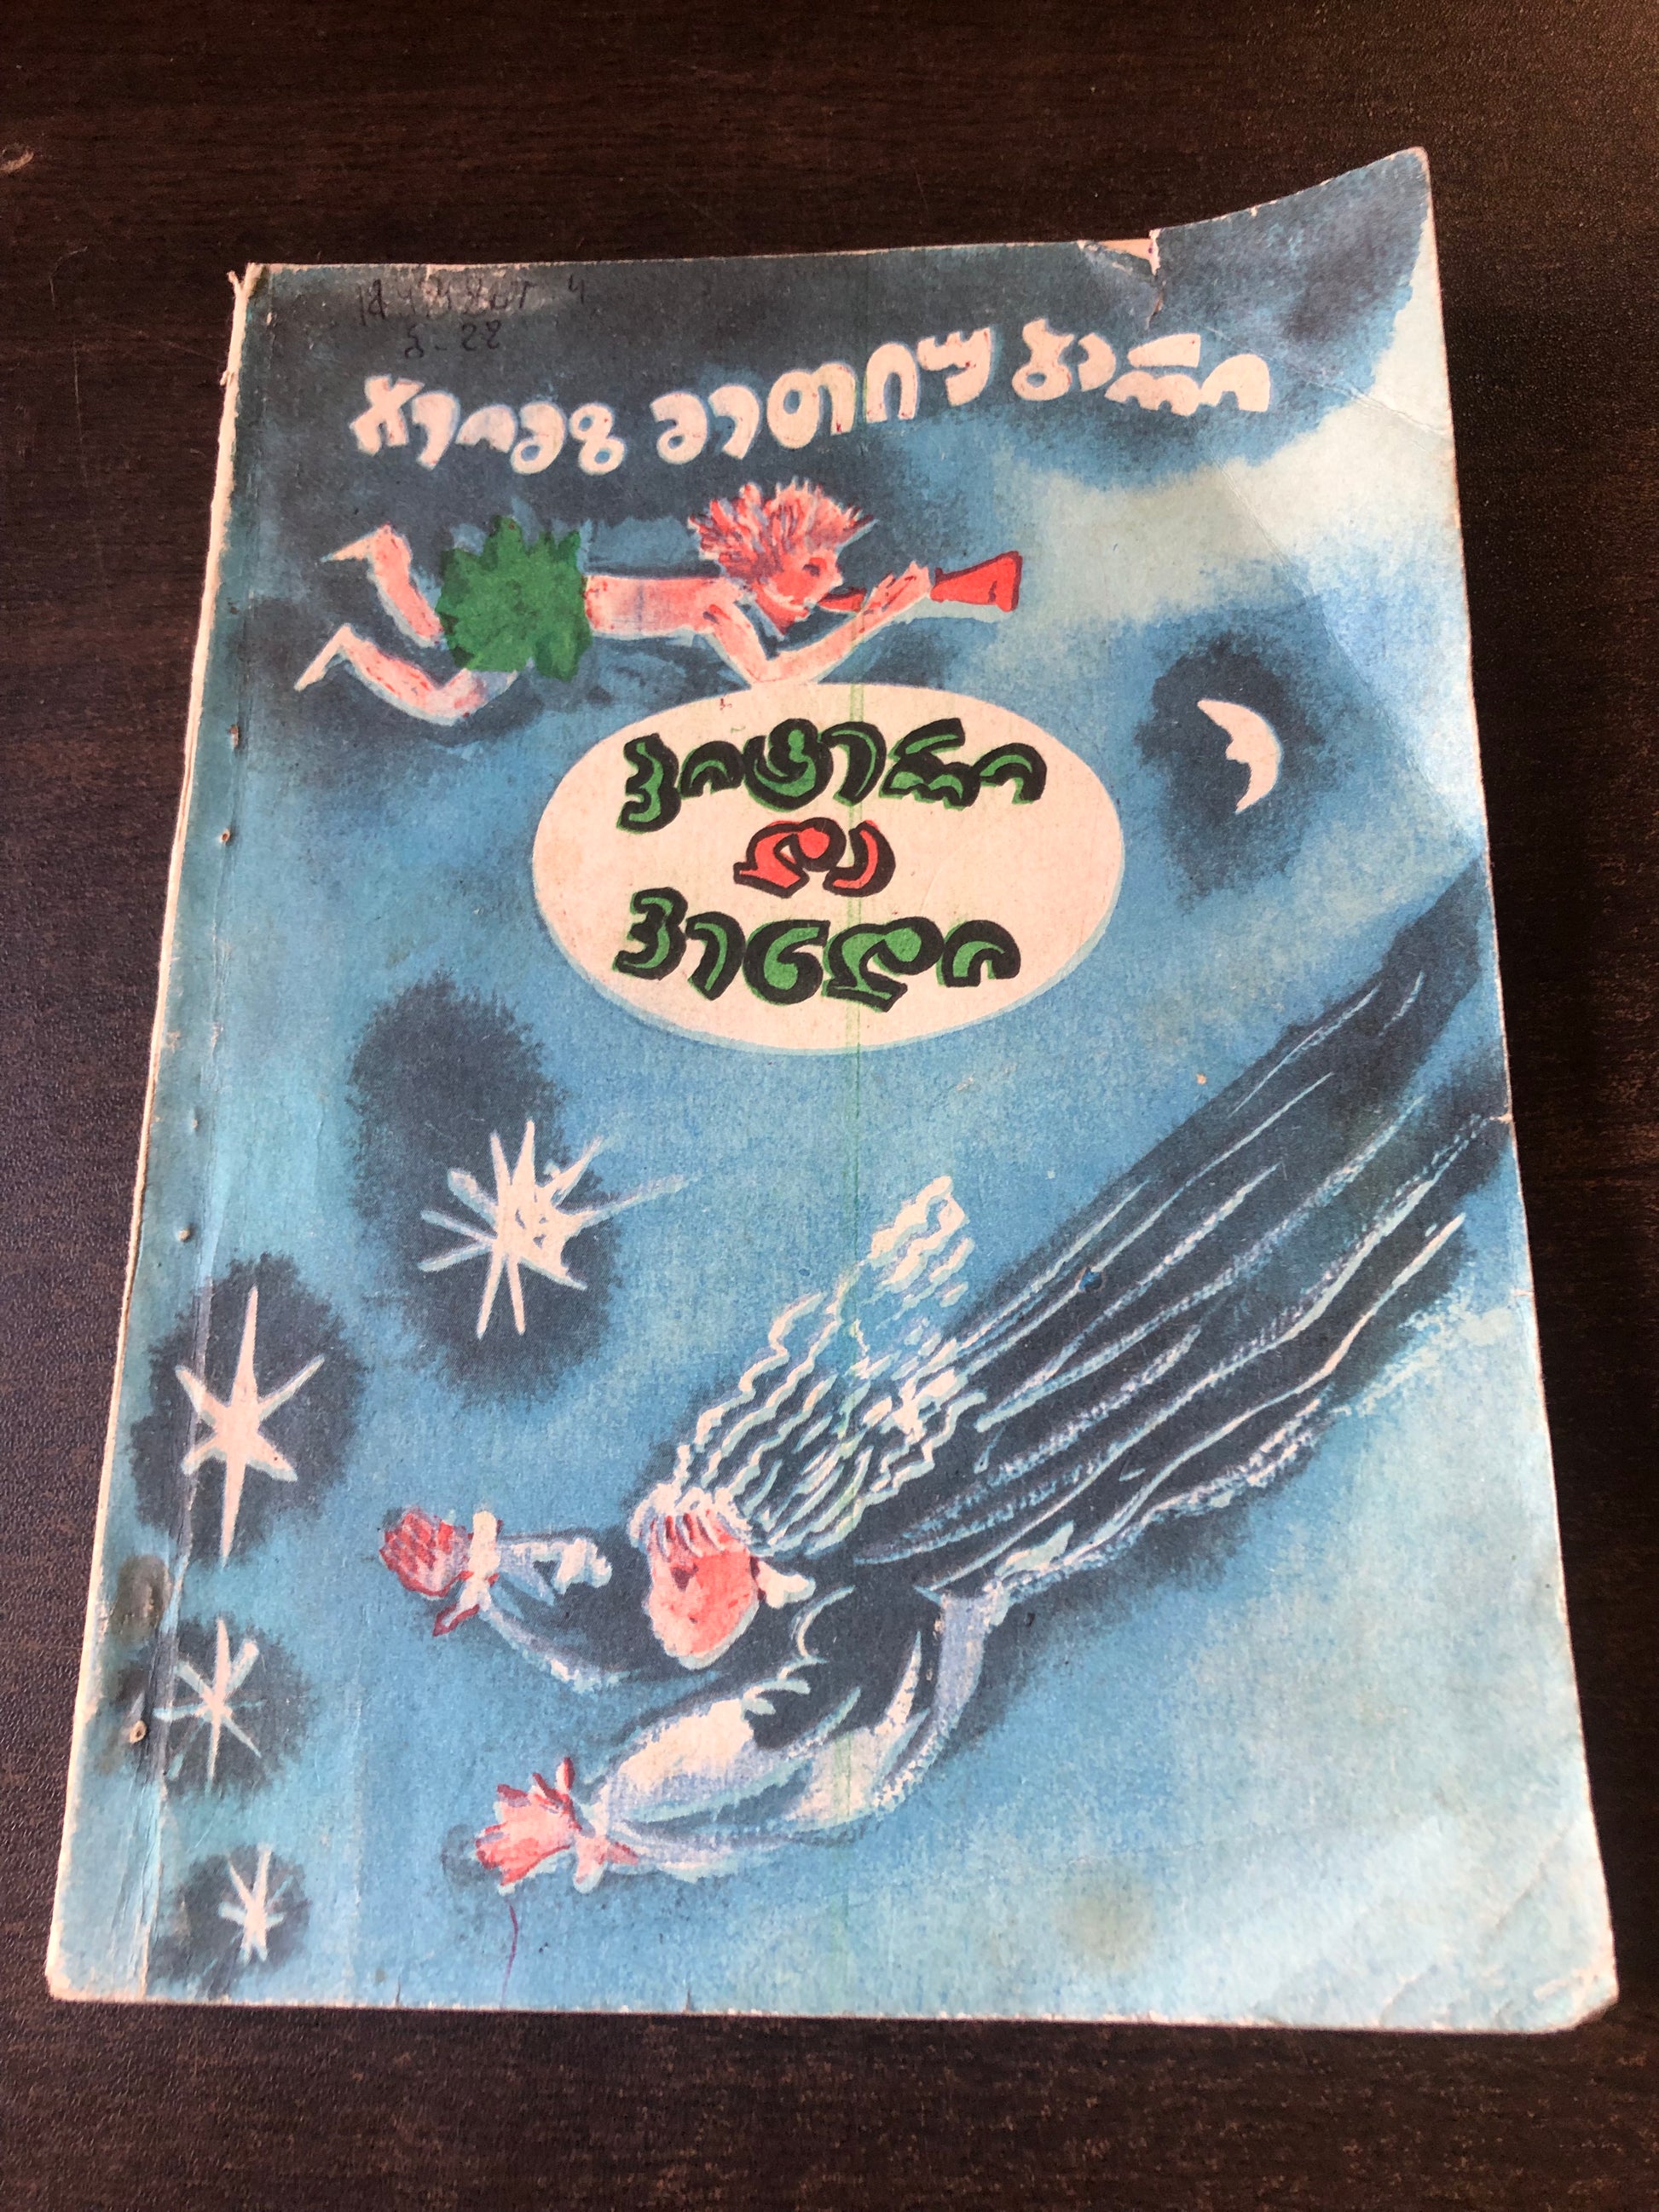 ჯეიმზ მეთიუ ბარი
პიტერი
და
ვენდი